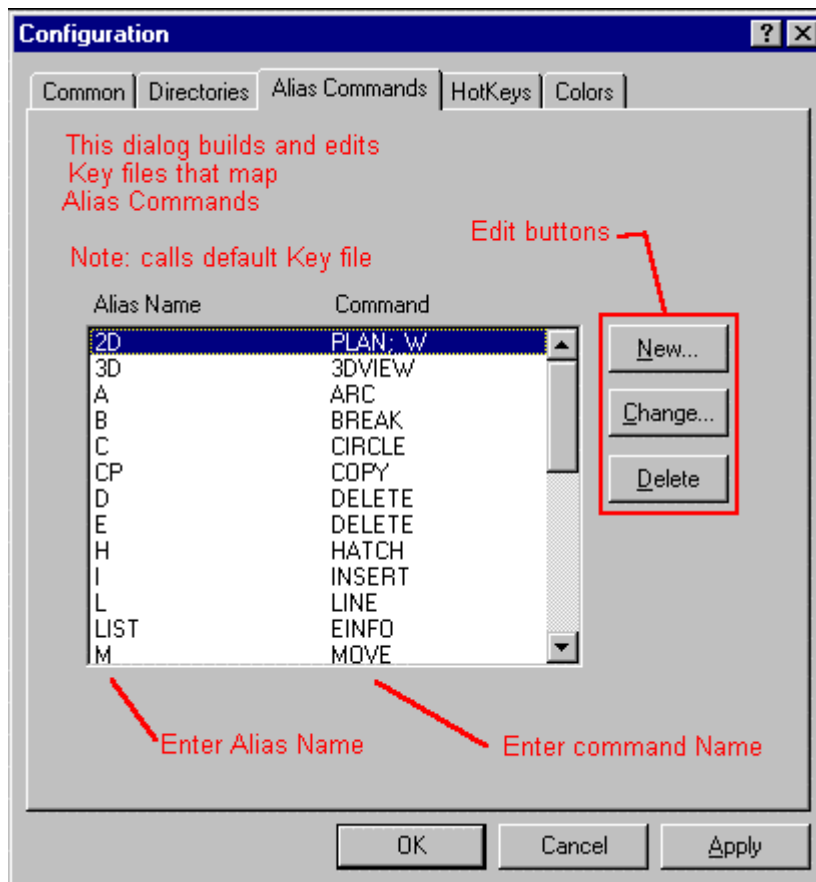 Configuration
Common Directories Alias Commands HotKeys Colors
This dialog builds and edits
Key files that map
Alias Commands
Edit buttons
Note: calls default Key file
Alias Name Command
2D PLAN; W
3D 3DVIEW
A ARC
B BREAK
C CIRCLE
CP COPY
D DELETE
E DELETE
H HATCH
I INSERT
L LINE
LIST EINFO
M MOVE
New...
Change...
Delete
Enter Alias Name Enter command Name
OK Cancel Apply